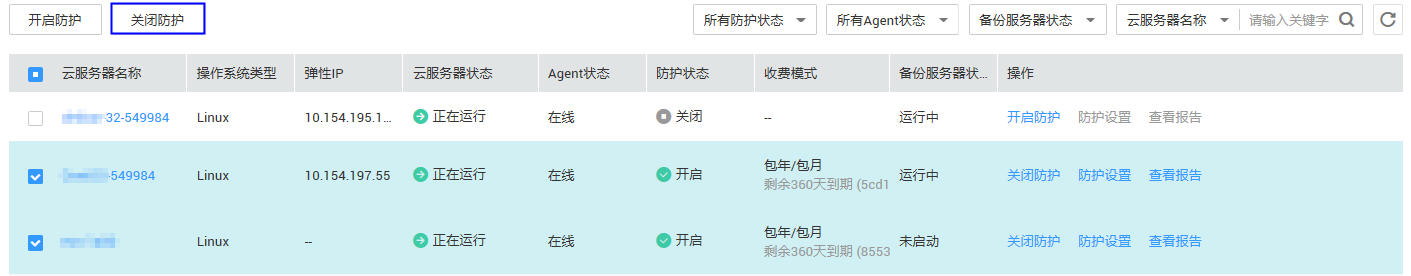 开启防护 关闭防护 所有防护状态 所有Agent状态 备份服务器状态 云服务器名称 请输入关键字
云服务器名称 操作系统类型 弹性IP 云服务器状态 Agent状态 防护状态 收费模式 备份服务器状... 操作
-32-549984 Linux 10.154.195.1... 正在运行 在线 关闭 -- 运行中 开启防护 防护设置 查看报告
-549984 Linux 10.154.197.55 正在运行 在线 开启 包年/包月 运行中 关闭防护 防护设置 查看报告
剩余360天到期 (5cd1
Linux -- 正在运行 在线 开启 包年/包月 未启动 关闭防护 防护设置 查看报告
剩余360天到期 (8553